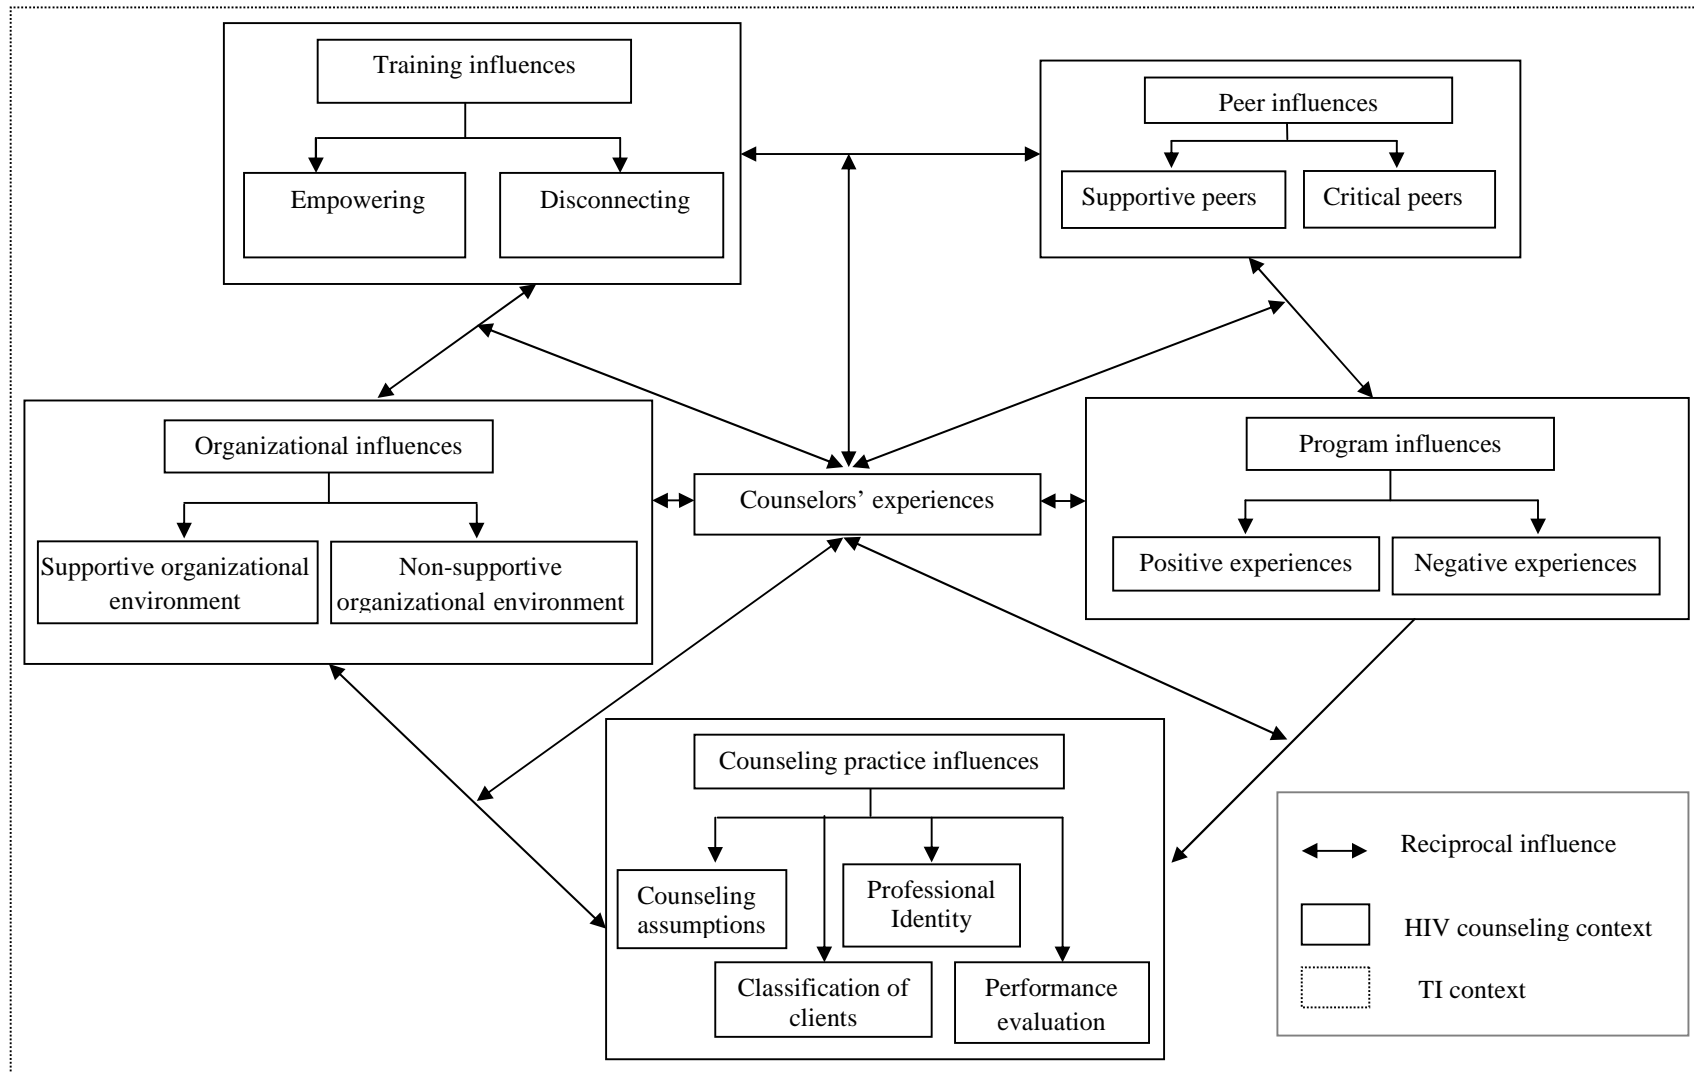 Training influences
Empowering
Disconnecting
Peer influences
Supportive peers
Critical peers
Organizational influences
Supportive organizational
environment
Non-supportive
organizational environment
Counselors’ experiences
Program influences
Positive experiences
Negative experiences
Counseling practice influences
Counseling
assumptions
Professional
Identity
Classification of
clients
Performance
evaluation
Reciprocal influence
HIV counseling context
TI context